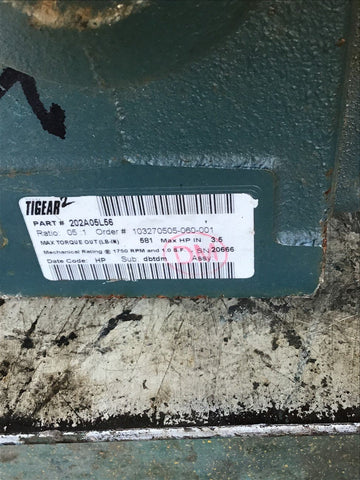 TIGEAR 2
PART # 202A05L56
Ratio: 05:1 Order # 103270505-060-001
MAX TORQUE OUT (LB-IN) 581 Max HP IN 3.5
Mechanical Rating @ 1750 RPM and 1.0 S.F. SN 20666
Date Code: HP Sub: dbtdm Assy